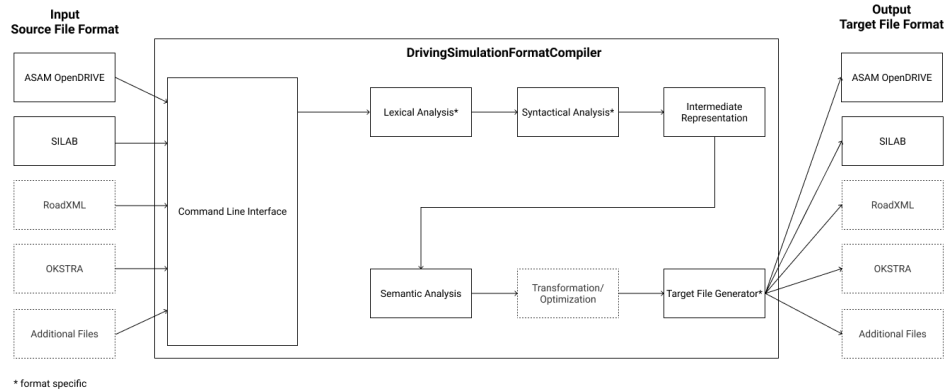 Input
Source File Format
Output
Target File Format
DrivingSimulationFormatCompiler
ASAM OpenDRIVE
SILAB
RoadXML
OKSTRA
Additional Files
Command Line Interface
Lexical Analysis*
Syntactical Analysis*
Intermediate
Representation
Semantic Analysis
Transformation/
Optimization
Target File Generator*
ASAM OpenDRIVE
SILAB
RoadXML
OKSTRA
Additional Files
* format specific